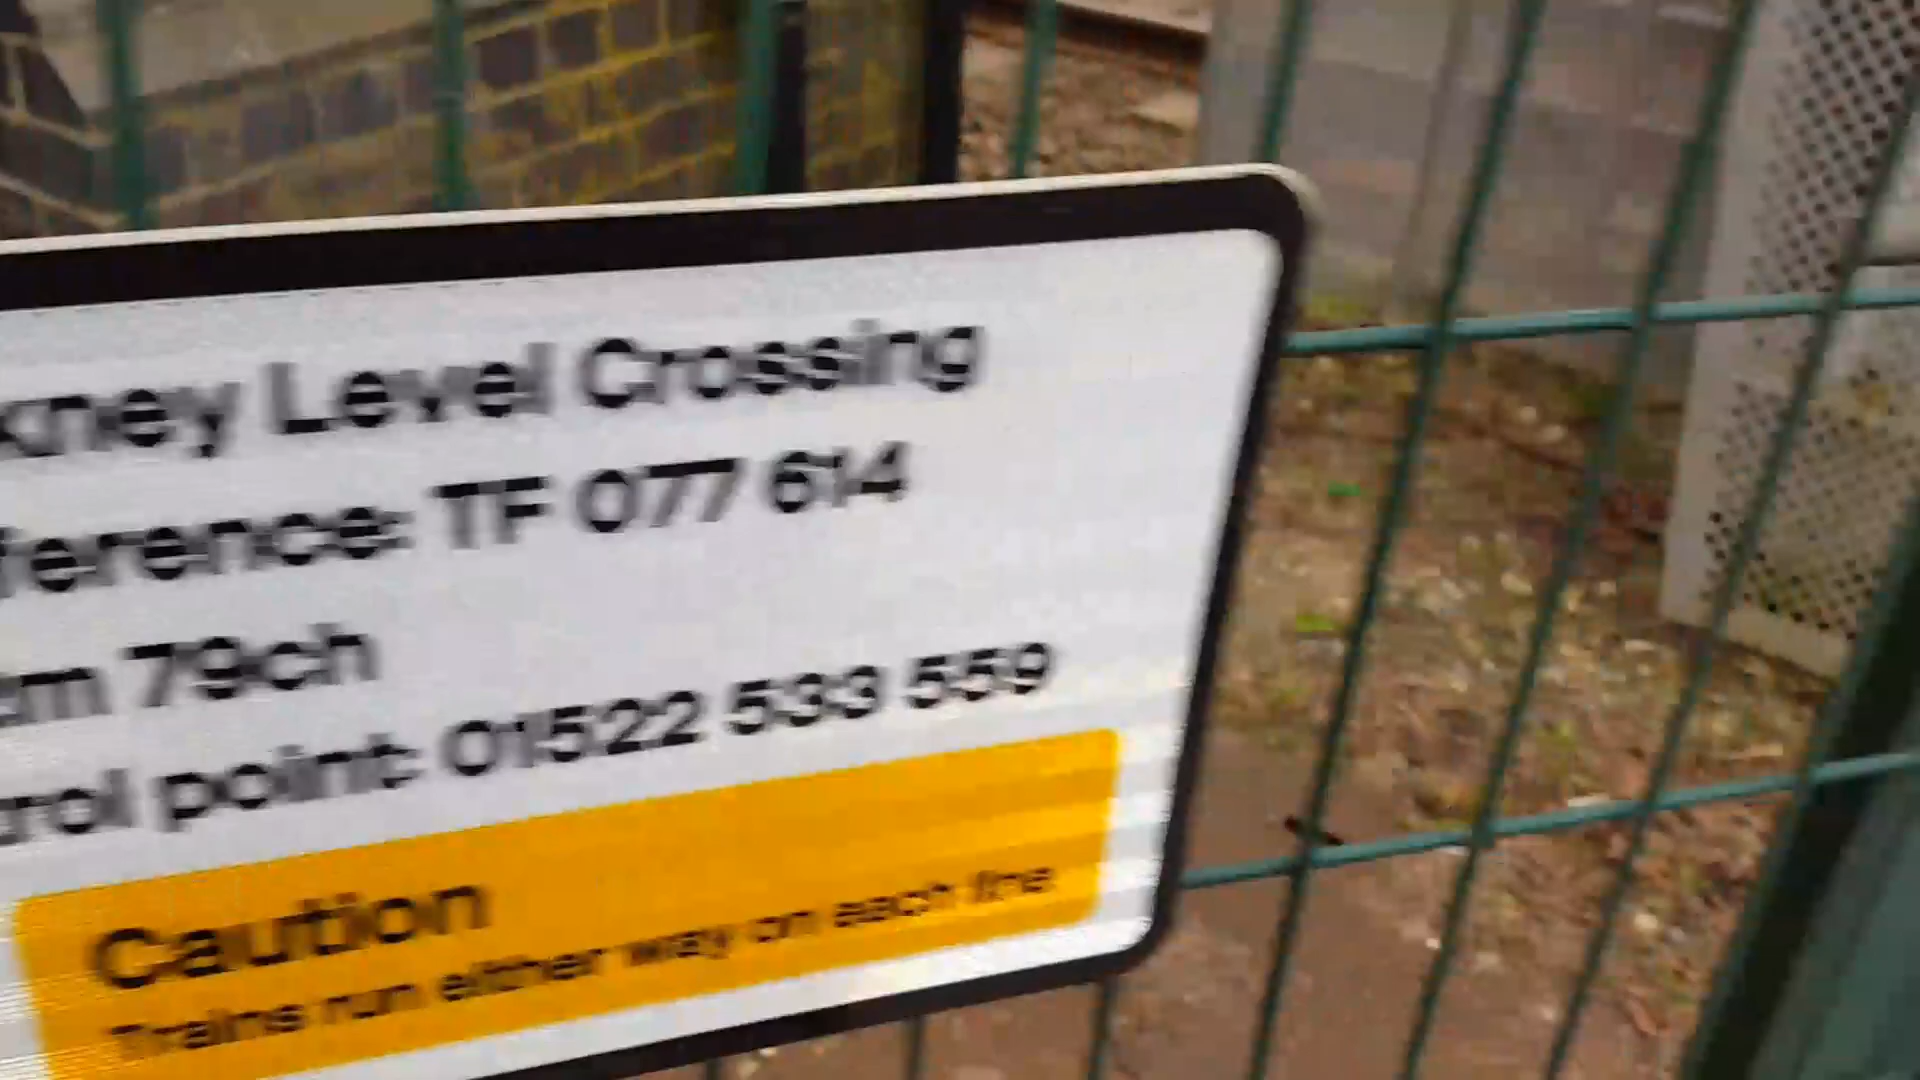 kney Level Crossing
ference: TF 077 614
m 79ch
trol point: 01522 533 559
Caution
Trains run either way on each line